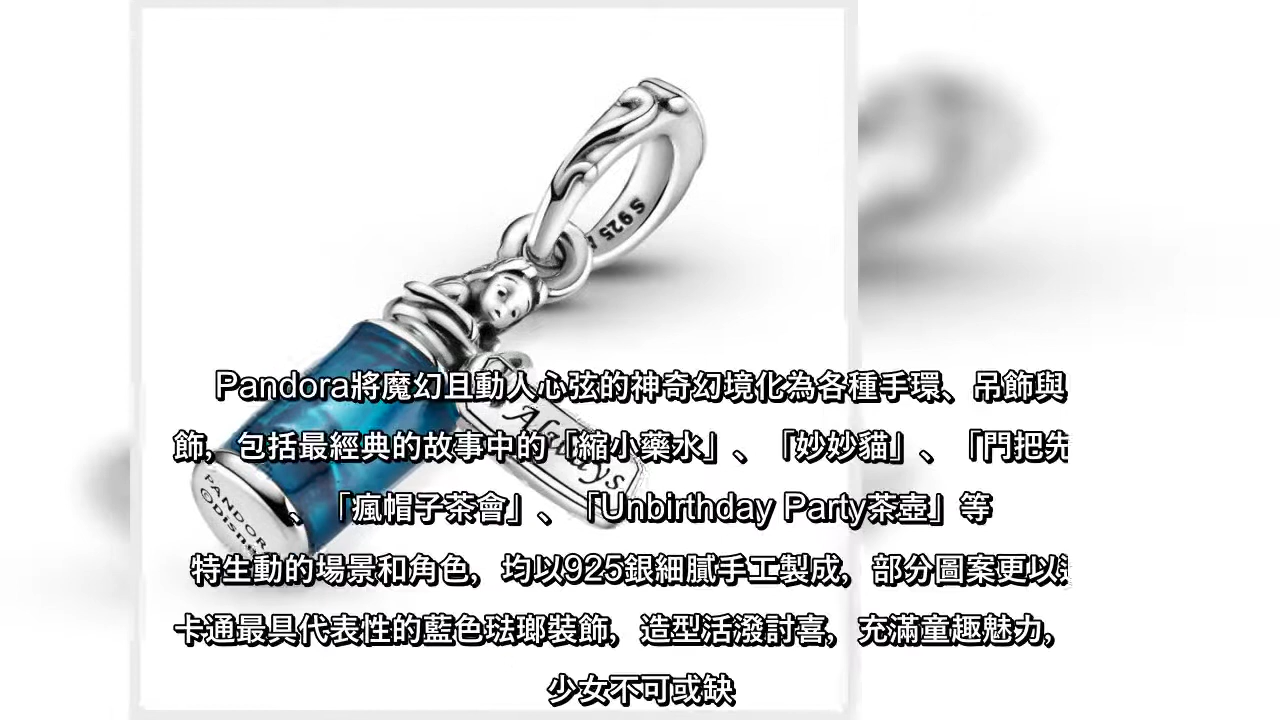 S 925
Always
Pandora將魔幻且動人心弦的神奇幻境化為各種手環、吊飾與
飾，包括最經典的故事中的「縮小藥水」、「妙妙貓」、「門把先
、「瘋帽子茶會」、「Unbirthday Party茶壺」等
特生動的場景和角色，均以925銀細膩手工製成，部分圖案更以
卡通最具代表性的藍色琺瑯裝飾，造型活潑討喜，充滿童趣魅力，
少女不可或缺
PANDOR
©Disn